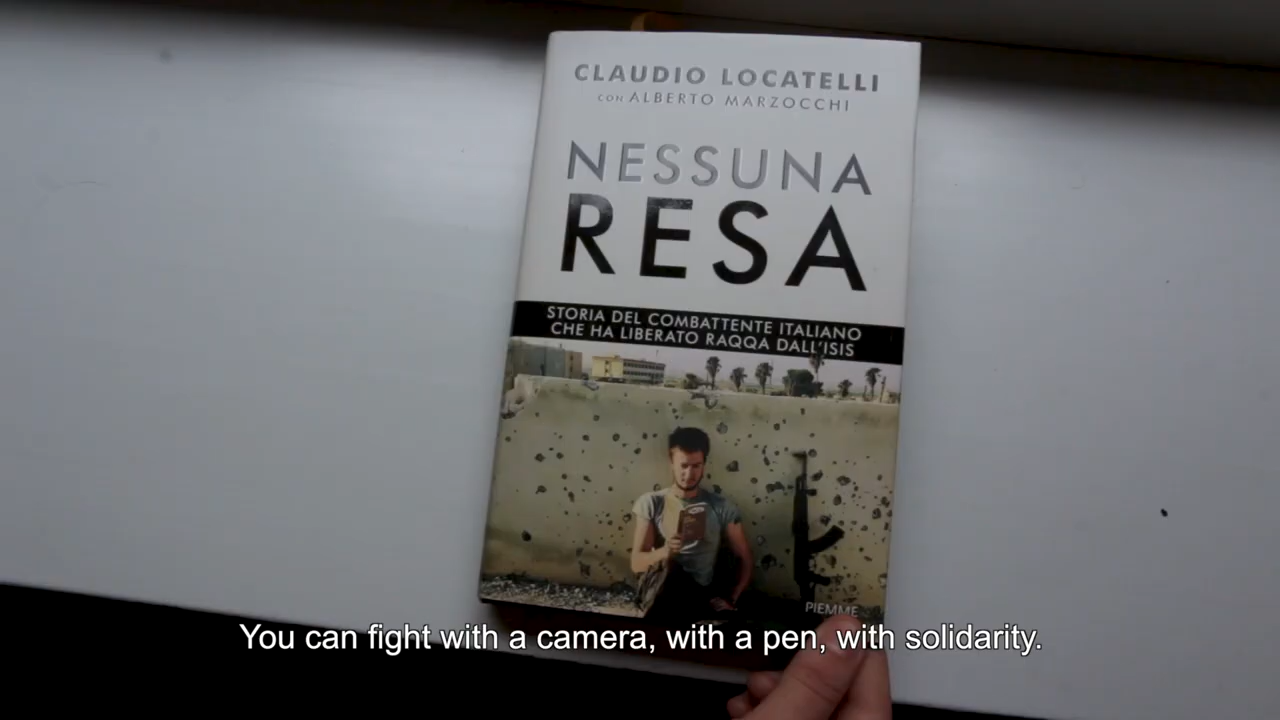 CLAUDIO LOCATELLI
CON ALBERTO MARZOCCHI
NESSUNA
RESA
STORIA DEL COMBATTENTE ITALIANO
CHE HA LIBERATO RAQQA DALL'ISIS
PIEMME
You can fight with a camera, with a pen, with solidarity.